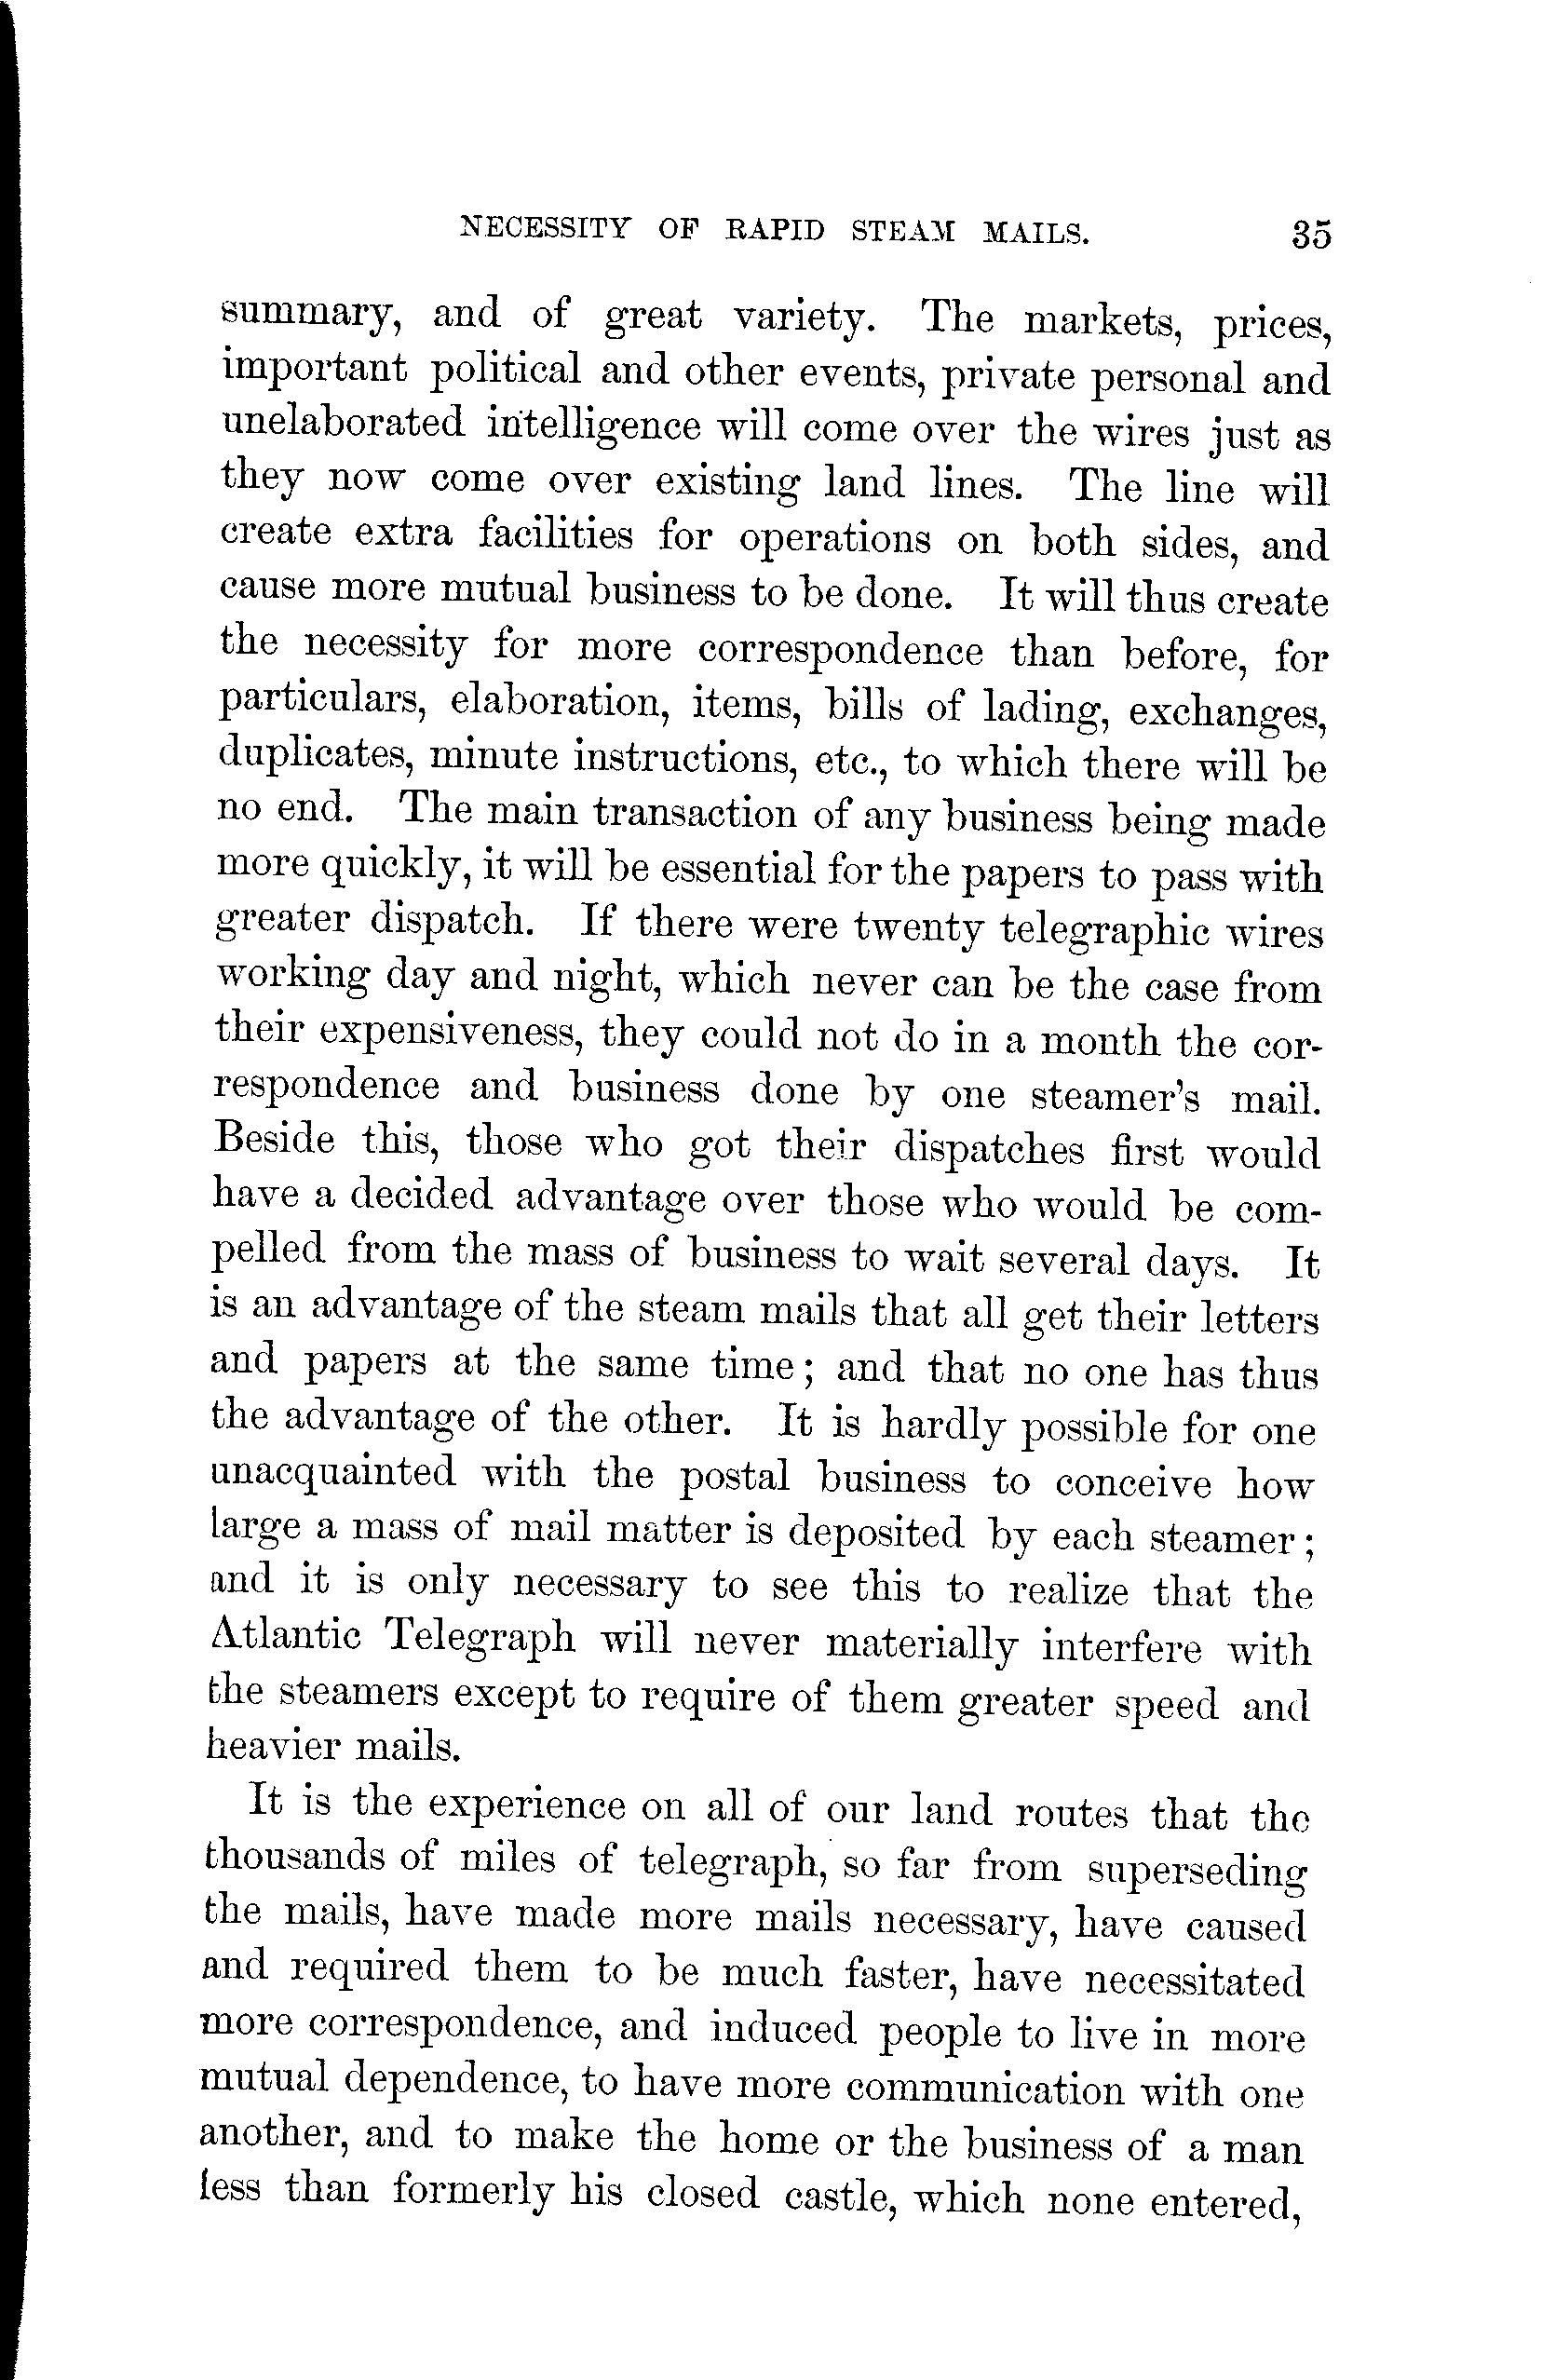 NECESSITY OF RAPID STEAM MAILS. 35
summary, and of great variety. The markets, prices,
important political and other events, private personal and
unelaborated intelligence will come over the wires just as
they now come over existing land lines. The line will
create extra facilities for operations on both sides, and
cause more mutual business to be done. It will thus create
the necessity for more correspondence than before, for
particulars, elaboration, items, bills of lading, exchanges,
duplicates, minute instructions, etc., to which there will be
no end. The main transaction of any business being made
more quickly, it will be essential for the papers to pass with
greater dispatch. If there were twenty telegraphic wires
working day and night, which never can be the case from
their expensiveness, they could not do in a month the cor-
respondence and business done by one steamer's mail.
Beside this, those who got their dispatches first would
have a decided advantage over those who would be com-
pelled from the mass of business to wait several days. It
is an advantage of the steam mails that all get their letters
and papers at the same time; and that no one has thus
the advantage of the other. It is hardly possible for one
unacquainted with the postal business to conceive how
large a mass of mail matter is deposited by each steamer;
and it is only necessary to see this to realize that the
Atlantic Telegraph will never materially interfere with
the steamers except to require of them greater speed and
heavier mails.
It is the experience on all of our land routes that the
thousands of miles of telegraph, so far from superseding
the mails, have made more mails necessary, have caused
and required them to be much faster, have necessitated
more correspondence, and induced people to live in more
mutual dependence, to have more communication with one
another, and to make the home or the business of a man
less than formerly his closed castle, which none entered,